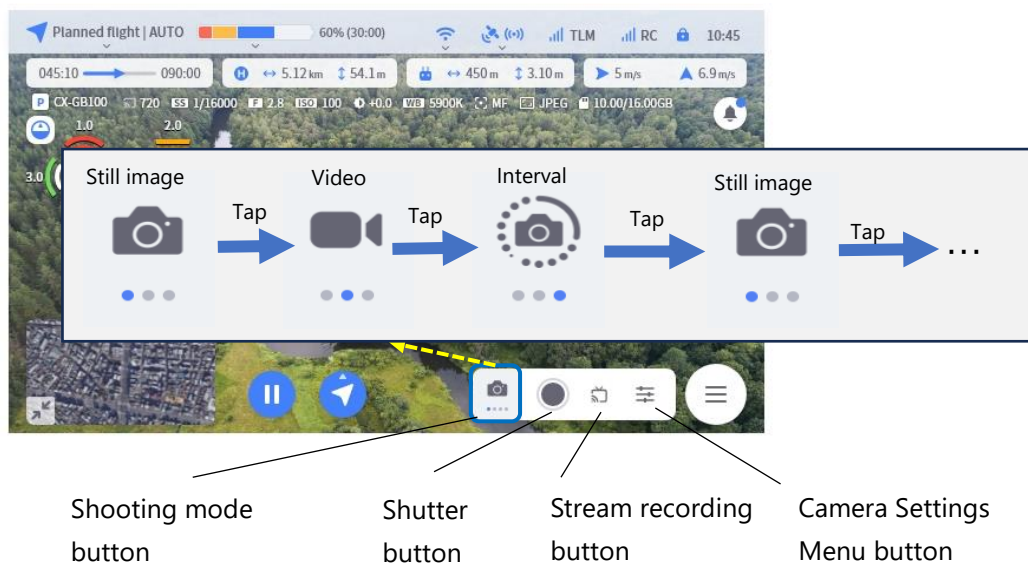 Planned flight | AUTO 60% (30:00) TLM RC 10:45
045:10 090:00 H 5.12 km 54.1 m 450 m 3.10 m 5 m/s 6.9 m/s
P CX-GB100 720 SS 1/16000 F 2.8 ISO 100 +0.0 WB 5900K MF JPEG 10.00/16.00GB
1.0 2.0
3.0
Still image Video Interval Still image
Tap Tap Tap Tap
...
Shooting mode
button
Shutter
button
Stream recording
button
Camera Settings
Menu button